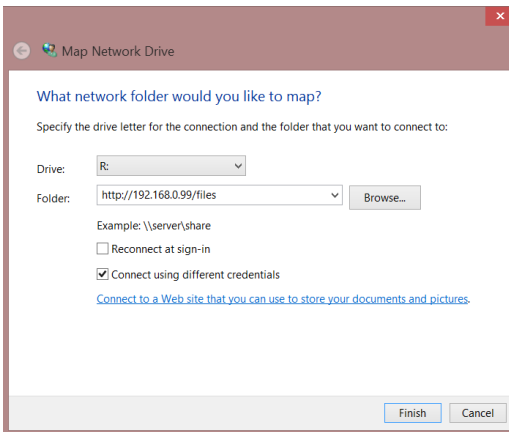 Map Network Drive
What network folder would you like to map?
Specify the drive letter for the connection and the folder that you want to connect to:
Drive: R:
Folder: http://192.168.0.99/files Browse...
Example: \\server\share
Reconnect at sign-in
Connect using different credentials
Connect to a Web site that you can use to store your documents and pictures.
Finish Cancel